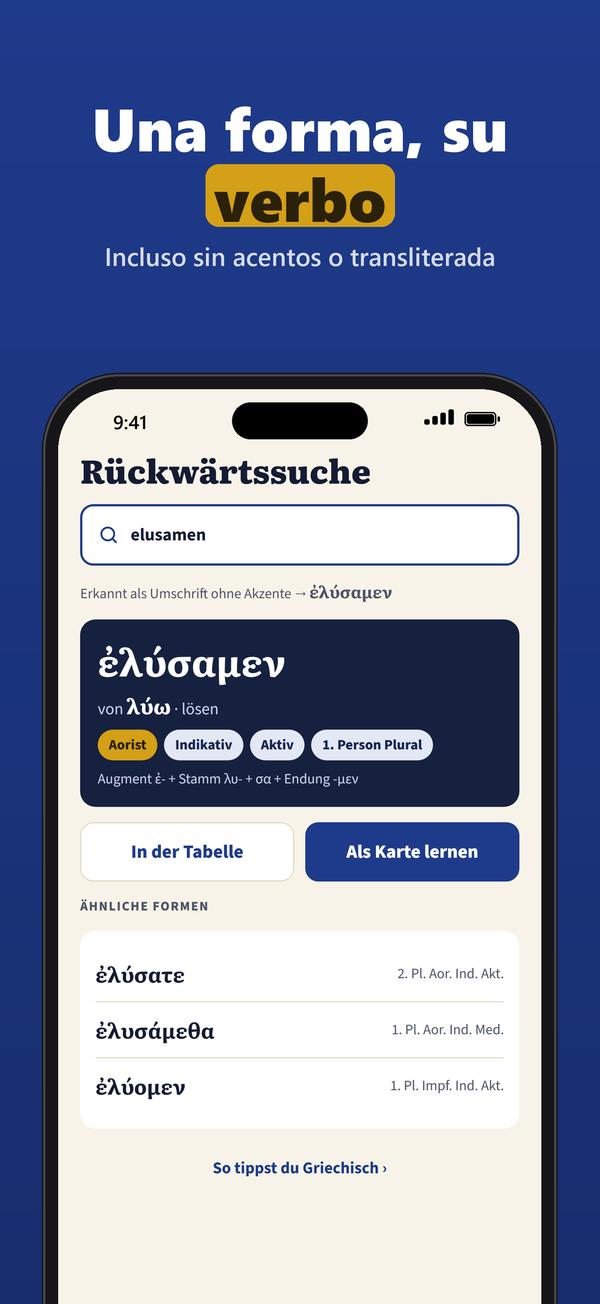 Una forma, su
verbo
Incluso sin acentos o transliterada
9:41
Rückwärtssuche
elusamen
Erkannt als Umschrift ohne Akzente → ἐλύσαμεν
ἐλύσαμεν
von λύω · lösen
Aorist Indikativ Aktiv 1. Person Plural
Augment ἐ- + Stamm λυ- + σα + Endung -μεν
In der Tabelle Als Karte lernen
ÄHNLICHE FORMEN
ἐλύσατε 2. Pl. Aor. Ind. Akt.
ἐλυσάμεθα 1. Pl. Aor. Ind. Med.
ἐλύομεν 1. Pl. Impf. Ind. Akt.
So tippst du Griechisch ›